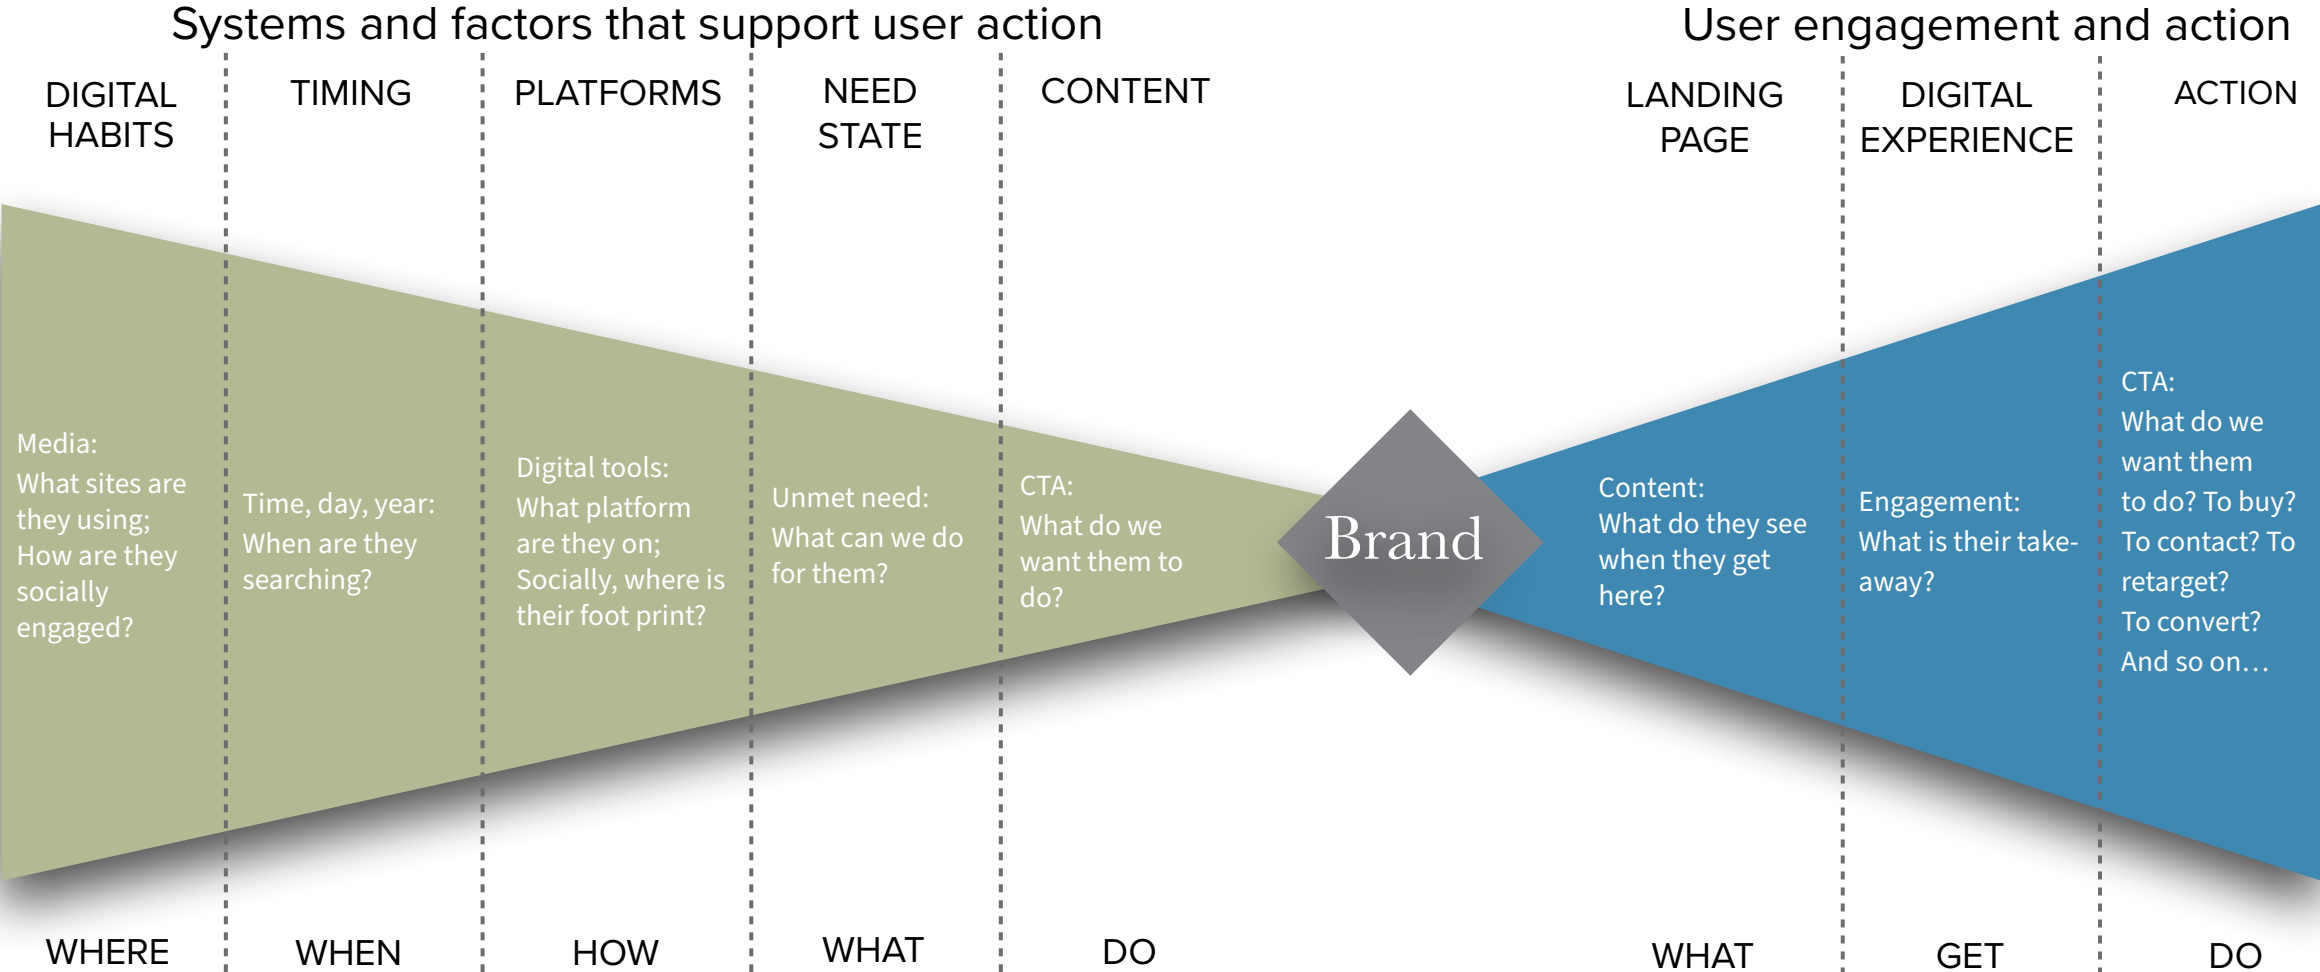 Systems and factors that support user action
User engagement and action
DIGITAL
HABITS
TIMING
PLATFORMS
NEED
STATE
CONTENT
LANDING
PAGE
DIGITAL
EXPERIENCE
ACTION
Media:
What sites are
they using;
How are they
socially
engaged?
Time, day, year:
When are they
searching?
Digital tools:
What platform
are they on;
Socially, where is
their foot print?
Unmet need:
What can we do
for them?
CTA:
What do we
want them to
do?
Brand
Content:
What do they see
when they get
here?
Engagement:
What is their take-
away?
CTA:
What do we
want them
to do? To buy?
To contact? To
retarget?
To convert?
And so on…
WHERE
WHEN
HOW
WHAT
DO
WHAT
GET
DO